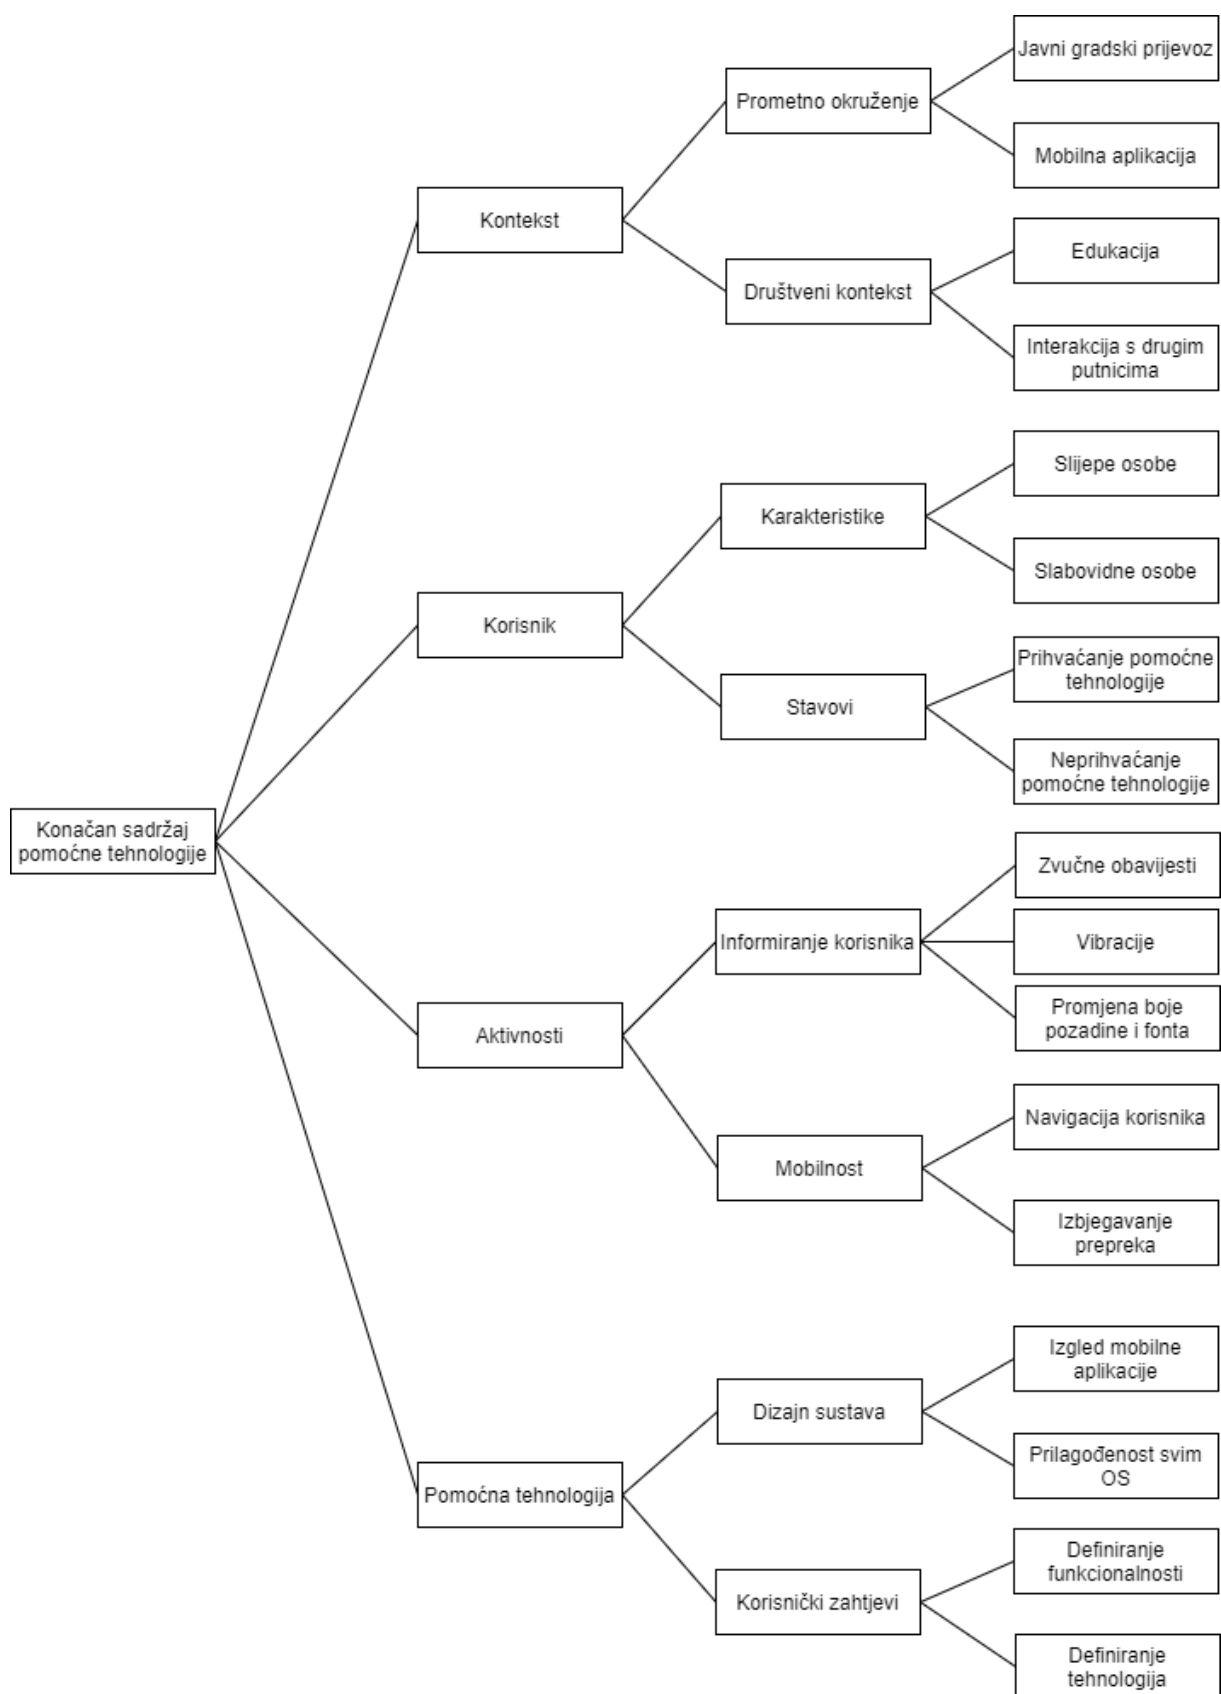 Javni gradski prijevoz
Prometno okruženje
Mobilna aplikacija
Kontekst
Edukacija
Društveni kontekst
Interakcija s drugim
putnicima
Slijepe osobe
Karakteristike
Slabovidne osobe
Korisnik
Prihvaćanje pomoćne
tehnologije
Stavovi
Neprihvaćanje
pomoćne tehnologije
Konačan sadržaj
pomoćne tehnologije
Zvučne obavijesti
Informiranje korisnika
Vibracije
Promjena boje
pozadine i fonta
Aktivnosti
Navigacija korisnika
Mobilnost
Izbjegavanje
prepreka
Izgled mobilne
aplikacije
Dizajn sustava
Prilagođenost svim
OS
Pomoćna tehnologija
Definiranje
funkcionalnosti
Korisnički zahtjevi
Definiranje
tehnologija